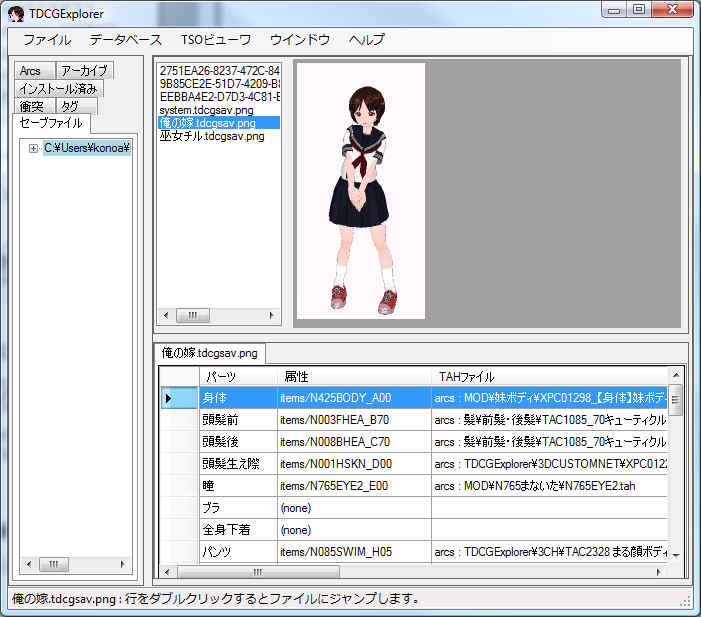 TDCGExplorer
ファイル データベース TSOビューワ ウインドウ ヘルプ
Arcs アーカイブ
インストール済み
衝突 タグ
セーブファイル
C:¥Users¥konoa¥
2751EA26-8237-472C-84
9B85CE2E-51D7-4209-B8
EEBBA4E2-D7D3-4C81-E
system.tdcgsav.png
俺の嫁.tdcgsav.png
巫女チル.tdcgsav.png
俺の嫁.tdcgsav.png
パーツ 属性 TAHファイル
身体 items/N425BODY_A00 arcs : MOD¥妹ボディ¥XPC01298_【身体】妹ボデ
頭髪前 items/N003FHEA_B70 arcs : 髪¥前髪・後髪¥TAC1085_70キューティクル
頭髪後 items/N008BHEA_C70 arcs : 髪¥前髪・後髪¥TAC1085_70キューティクル
頭髪生え際 items/N001HSKN_D00 arcs : TDCGExplorer¥3DCUSTOMNET¥XPC0122
瞳 items/N765EYE2_E00 arcs : MOD¥N765まないた¥N765EYE2.tah
ブラ (none)
全身下着 (none)
パンツ items/N085SWIM_H05 arcs : TDCGExplorer¥3CH¥TAC2328 まる顔ボディ
俺の嫁.tdcgsav.png : 行をダブルクリックするとファイルにジャンプします。